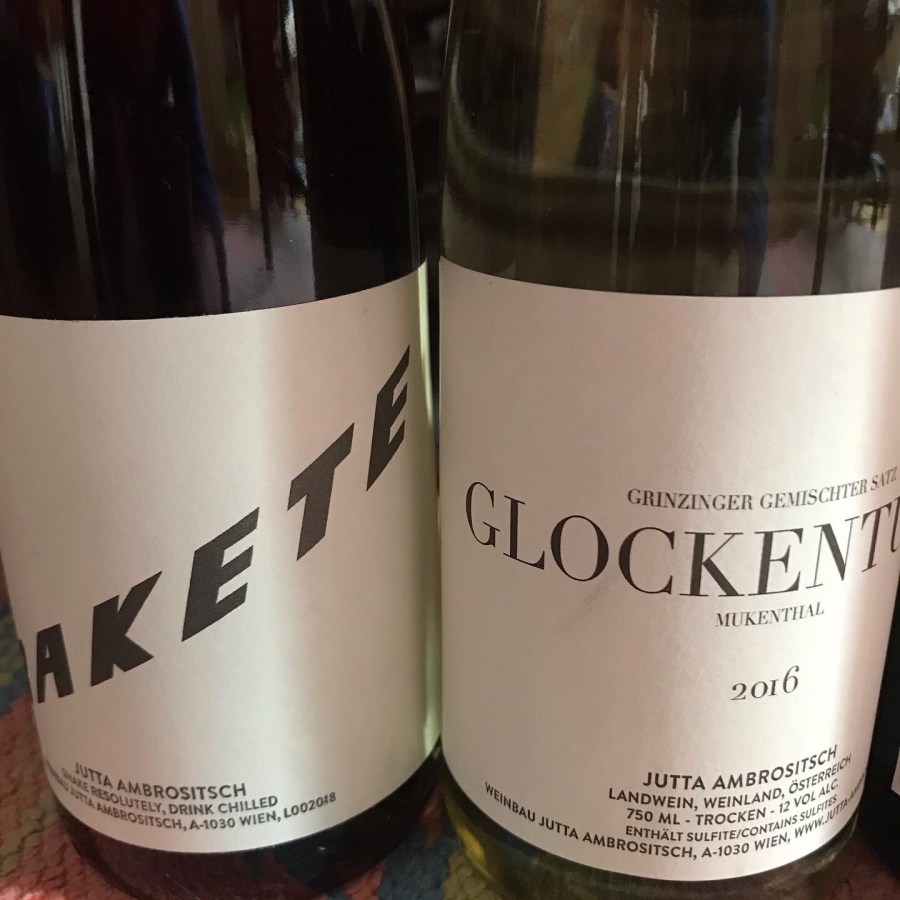 AKETE
JUTTA AMBROSITSCH
SHAKE RESOLUTELY, DRINK CHILLED
JUTTA AMBROSITSCH, A-1030 WIEN, L002018
GRINZINGER GEMISCHTER SATZ
GLOCKENTU
MUKENTHAL
2016
JUTTA AMBROSITSCH
LANDWEIN, WEINLAND, ÖSTERREICH
750 ML - TROCKEN - 12 VOL ALC.
ENTHÄLT SULFITE/CONTAINS SULFITES
WEINBAU JUTTA AMBROSITSCH, A-1030 WIEN, WWW.JUTTA-